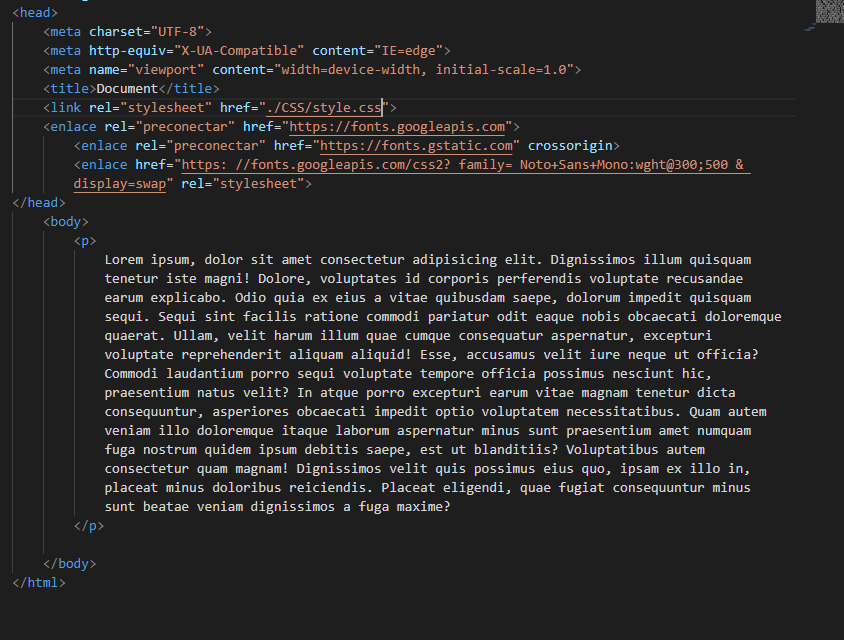 <head>
<meta charset="UTF-8">
<meta http-equiv="X-UA-Compatible" content="IE=edge">
<meta name="viewport" content="width=device-width, initial-scale=1.0">
<title>Document</title>
<link rel="stylesheet" href="./CSS/style.css">
<enlace rel="preconectar" href="https://fonts.googleapis.com">
<enlace rel="preconectar" href="https://fonts.gstatic.com" crossorigin>
<enlace href="https: //fonts.googleapis.com/css2? family= Noto+Sans+Mono:wght@300;500 &
display=swap" rel="stylesheet">
</head>
<body>
<p>
Lorem ipsum, dolor sit amet consectetur adipisicing elit. Dignissimos illum quisquam
tenetur iste magni! Dolore, voluptates id corporis perferendis voluptate recusandae
earum explicabo. Odio quia ex eius a vitae quibusdam saepe, dolorum impedit quisquam
sequi. Sequi sint facilis ratione commodi pariatur odit eaque nobis obcaecati doloremque
quaerat. Ullam, velit harum illum quae cumque consequatur aspernatur, excepturi
voluptate reprehenderit aliquam aliquid! Esse, accusamus velit iure neque ut officia?
Commodi laudantium porro sequi voluptate tempore officia possimus nesciunt hic,
praesentium natus velit? In atque porro excepturi earum vitae magnam tenetur dicta
consequuntur, asperiores obcaecati impedit optio voluptatem necessitatibus. Quam autem
veniam illo doloremque itaque laborum aspernatur minus sunt praesentium amet numquam
fuga nostrum quidem ipsum debitis saepe, est ut blanditiis? Voluptatibus autem
consectetur quam magnam! Dignissimos velit quis possimus eius quo, ipsam ex illo in,
placeat minus doloribus reiciendis. Placeat eligendi, quae fugiat consequuntur minus
sunt beatae veniam dignissimos a fuga maxime?
</p>
</body>
</html>